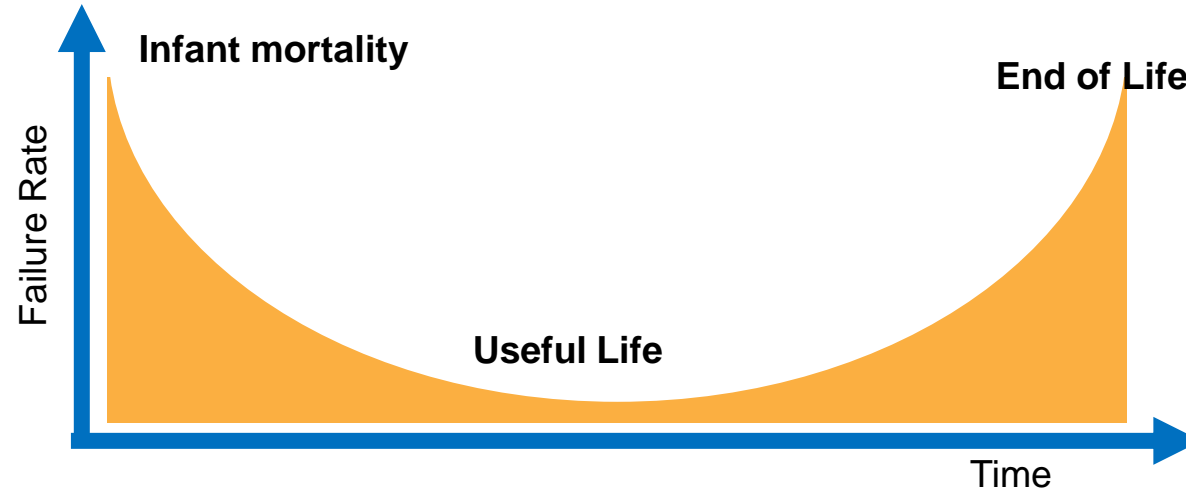 Infant mortality
End of Life
Failure Rate
Useful Life
Time